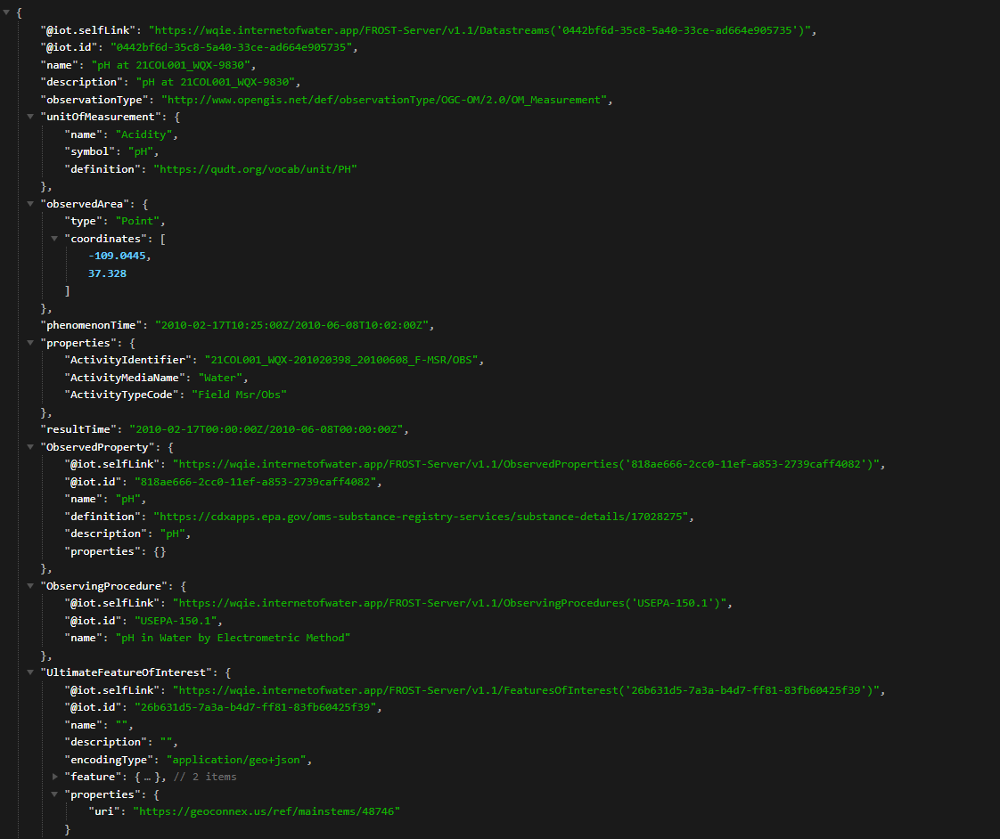 {
"@iot.selfLink": "https://wqie.internetofwater.app/FROST-Server/v1.1/Datastreams('0442bf6d-35c8-5a40-33ce-ad664e905735')",
"@iot.id": "0442bf6d-35c8-5a40-33ce-ad664e905735",
"name": "pH at 21COL001_WQX-9830",
"description": "pH at 21COL001_WQX-9830",
"observationType": "http://www.opengis.net/def/observationType/OGC-OM/2.0/OM_Measurement",
"unitOfMeasurement": {
"name": "Acidity",
"symbol": "pH",
"definition": "https://qudt.org/vocab/unit/PH"
},
"observedArea": {
"type": "Point",
"coordinates": [
-109.0445,
37.328
]
},
"phenomenonTime": "2010-02-17T10:25:00Z/2010-06-08T10:02:00Z",
"properties": {
"ActivityIdentifier": "21COL001_WQX-201020398_20100608_F-MSR/OBS",
"ActivityMediaName": "Water",
"ActivityTypeCode": "Field Msr/Obs"
},
"resultTime": "2010-02-17T00:00:00Z/2010-06-08T00:00:00Z",
"ObservedProperty": {
"@iot.selfLink": "https://wqie.internetofwater.app/FROST-Server/v1.1/ObservedProperties('818ae666-2cc0-11ef-a853-2739caff4082')",
"@iot.id": "818ae666-2cc0-11ef-a853-2739caff4082",
"name": "pH",
"definition": "https://cdxapps.epa.gov/oms-substance-registry-services/substance-details/17028275",
"description": "pH",
"properties": {}
},
"ObservingProcedure": {
"@iot.selfLink": "https://wqie.internetofwater.app/FROST-Server/v1.1/ObservingProcedures('USEPA-150.1')",
"@iot.id": "USEPA-150.1",
"name": "pH in Water by Electrometric Method"
},
"UltimateFeatureOfInterest": {
"@iot.selfLink": "https://wqie.internetofwater.app/FROST-Server/v1.1/FeaturesOfInterest('26b631d5-7a3a-b4d7-ff81-83fb60425f39')",
"@iot.id": "26b631d5-7a3a-b4d7-ff81-83fb60425f39",
"name": "",
"description": "",
"encodingType": "application/geo+json",
"feature": { … }, // 2 items
"properties": {
"uri": "https://geoconnex.us/ref/mainstems/48746"
}